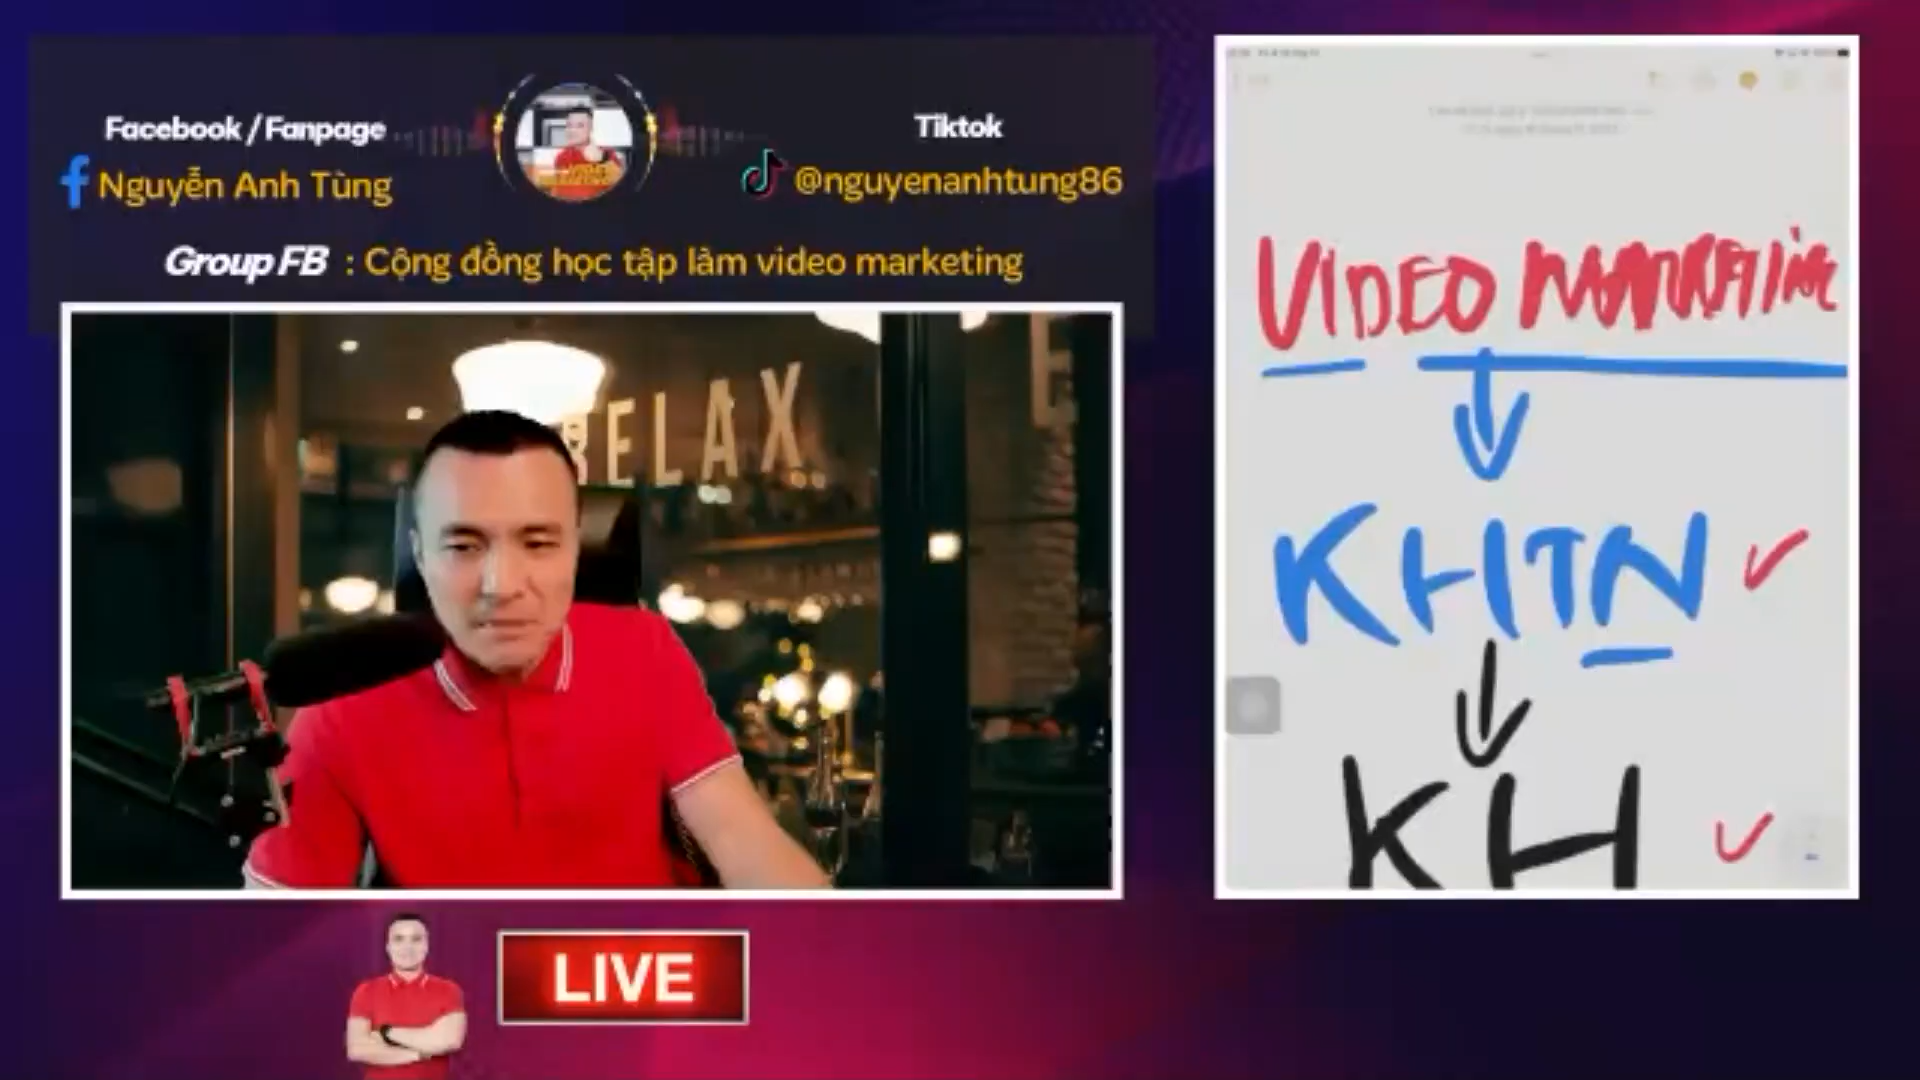 Facebook / Fanpage
Nguyễn Anh Tùng
Tiktok
@nguyenanhtung86
Group FB : Cộng đồng học tập làm video marketing
RELAX
LIVE
VIDEO
KHTN
KH